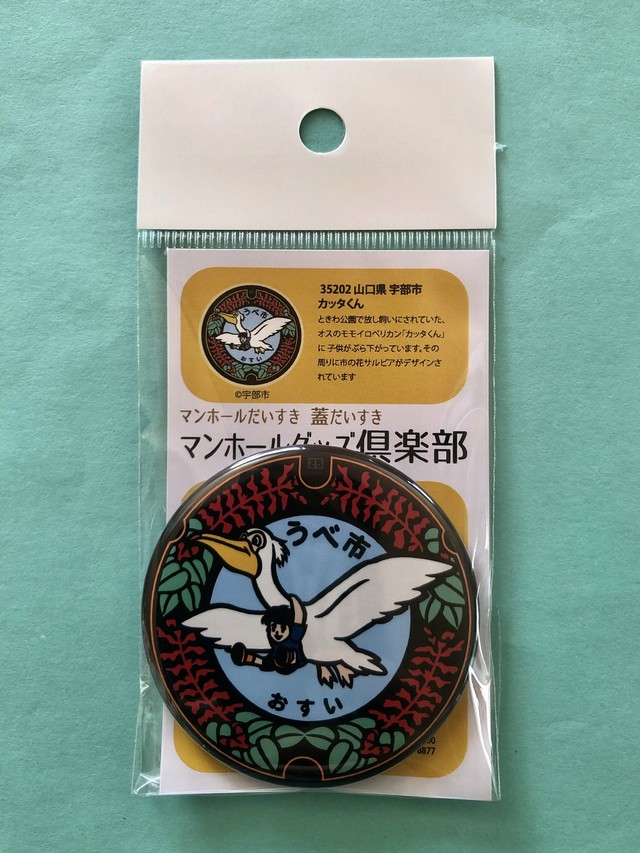 35202 山口県 宇部市
カッタくん
ときわ公園で放し飼いにされていた、
オスのモモイロペリカン「カッタくん」
に 子供がぶら下がっています。その
周りに市の花サルビアがデザインさ
れています
うべ市
おすい
©宇部市
マンホールだいすき 蓋だいすき
マンホールグッズ倶楽部
25
うべ市
おすい
8877